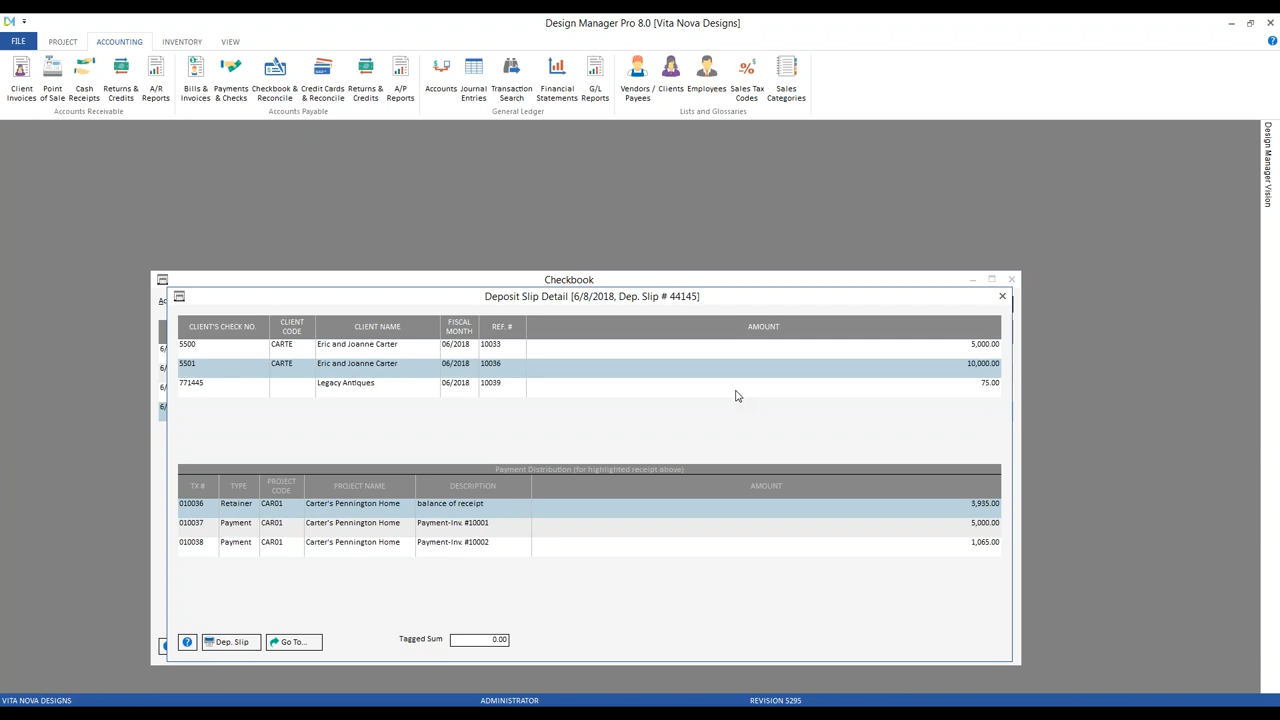 Design Manager Pro 8.0 [Vita Nova Designs]
FILE PROJECT ACCOUNTING INVENTORY VIEW
Client Invoices Point of Sale Cash Receipts Returns & Credits A/R Reports Bills & Invoices Payments & Checks Checkbook & Reconcile Credit Cards & Reconcile Returns & Credits A/P Reports Accounts Journal Entries Transaction Search Financial Statements G/L Reports Vendors / Payees Clients Employees Sales Tax Codes Sales Categories
Accounts Receivable Accounts Payable General Ledger Lists and Glossaries
Design Manager Vision
Checkbook
Deposit Slip Detail [6/8/2018, Dep. Slip # 44145]
CLIENT'S CHECK NO. CLIENT CODE CLIENT NAME FISCAL MONTH REF. # AMOUNT
5500 CARTE Eric and Joanne Carter 06/2018 10033 5,000.00
5501 CARTE Eric and Joanne Carter 06/2018 10036 10,000.00
771445 Legacy Antiques 06/2018 10039 75.00
Payment Distribution (for highlighted receipt above)
TX # TYPE PROJECT CODE PROJECT NAME DESCRIPTION AMOUNT
010036 Retainer CAR01 Carter's Pennington Home balance of receipt 3,935.00
010037 Payment CAR01 Carter's Pennington Home Payment-Inv. #10001 5,000.00
010038 Payment CAR01 Carter's Pennington Home Payment-Inv. #10002 1,065.00
Dep. Slip Go To... Tagged Sum 0.00
VITA NOVA DESIGNS ADMINISTRATOR REVISION 5295